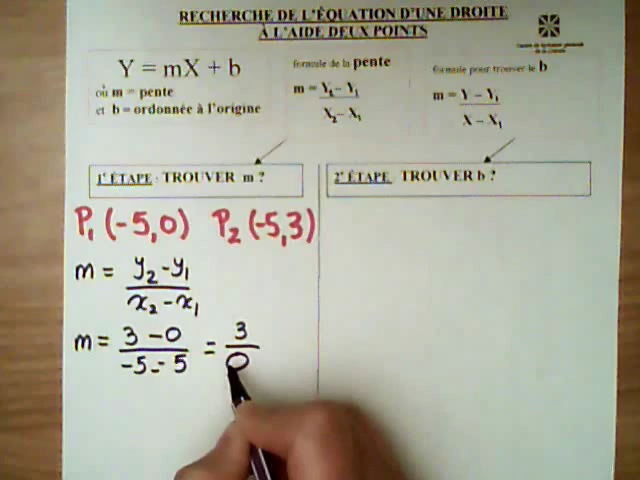 RECHERCHE DE L'ÉQUATION D'UNE DROITE
À L'AIDE DEUX POINTS
Y = mX + b
où m = pente
et b = ordonnée à l'origine
formule de la pente
m = Y₂ – Y₁
X₂ – X₁
formule pour trouver le b
m = Y – Y₁
X – X₁
1ᵉ ÉTAPE : TROUVER m ?
2ᵉ ÉTAPE TROUVER b ?
P₁ (-5,0) P₂ (-5,3)
m = y₂ - y₁
x₂ - x₁
m = 3 - 0 = 3
-5 - -5 0